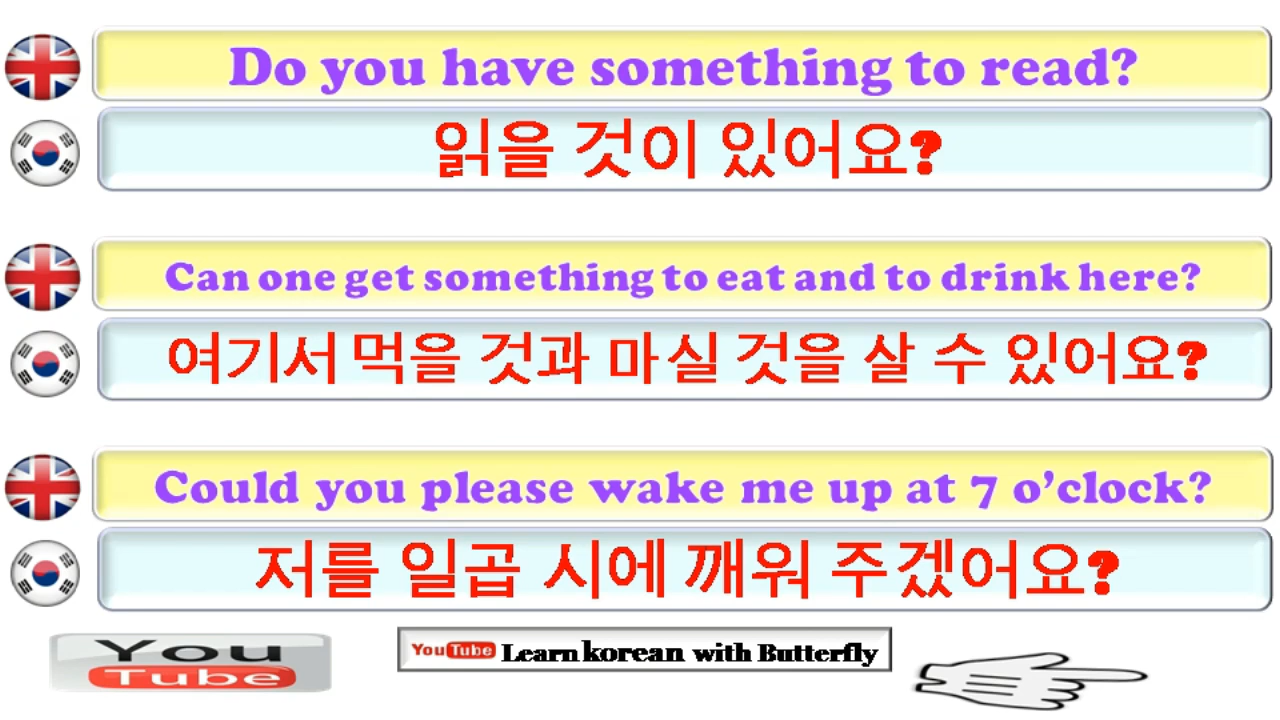 Do you have something to read?
읽을 것이 있어요?
Can one get something to eat and to drink here?
여기서 먹을 것과 마실 것을 살 수 있어요?
Could you please wake me up at 7 o’clock?
저를 일곱 시에 깨워 주겠어요?
You
Tube
YouTube Learn korean with Butterfly